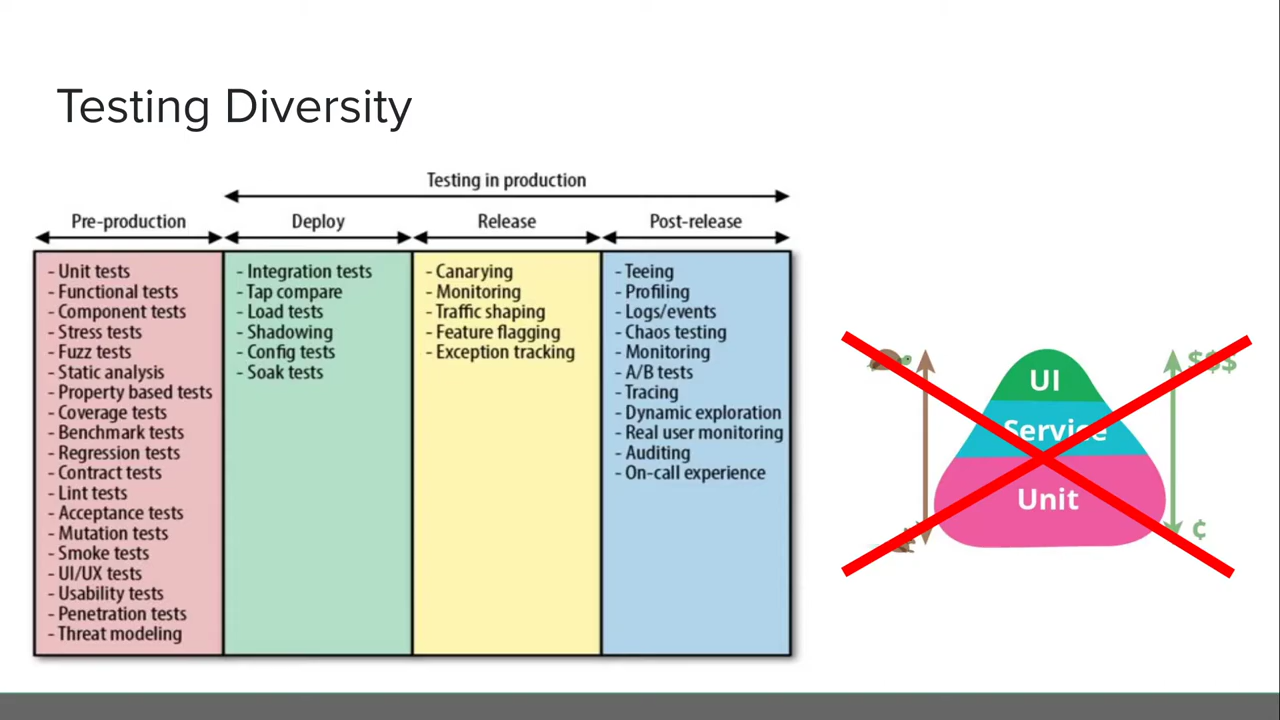 Testing Diversity
Testing in production
Pre-production
Deploy
Release
Post-release
- Unit tests
- Functional tests
- Component tests
- Stress tests
- Fuzz tests
- Static analysis
- Property based tests
- Coverage tests
- Benchmark tests
- Regression tests
- Contract tests
- Lint tests
- Acceptance tests
- Mutation tests
- Smoke tests
- UI/UX tests
- Usability tests
- Penetration tests
- Threat modeling
- Integration tests
- Tap compare
- Load tests
- Shadowing
- Config tests
- Soak tests
- Canarying
- Monitoring
- Traffic shaping
- Feature flagging
- Exception tracking
- Teeing
- Profiling
- Logs/events
- Chaos testing
- Monitoring
- A/B tests
- Tracing
- Dynamic exploration
- Real user monitoring
- Auditing
- On-call experience
$$$
UI
Service
Unit
¢